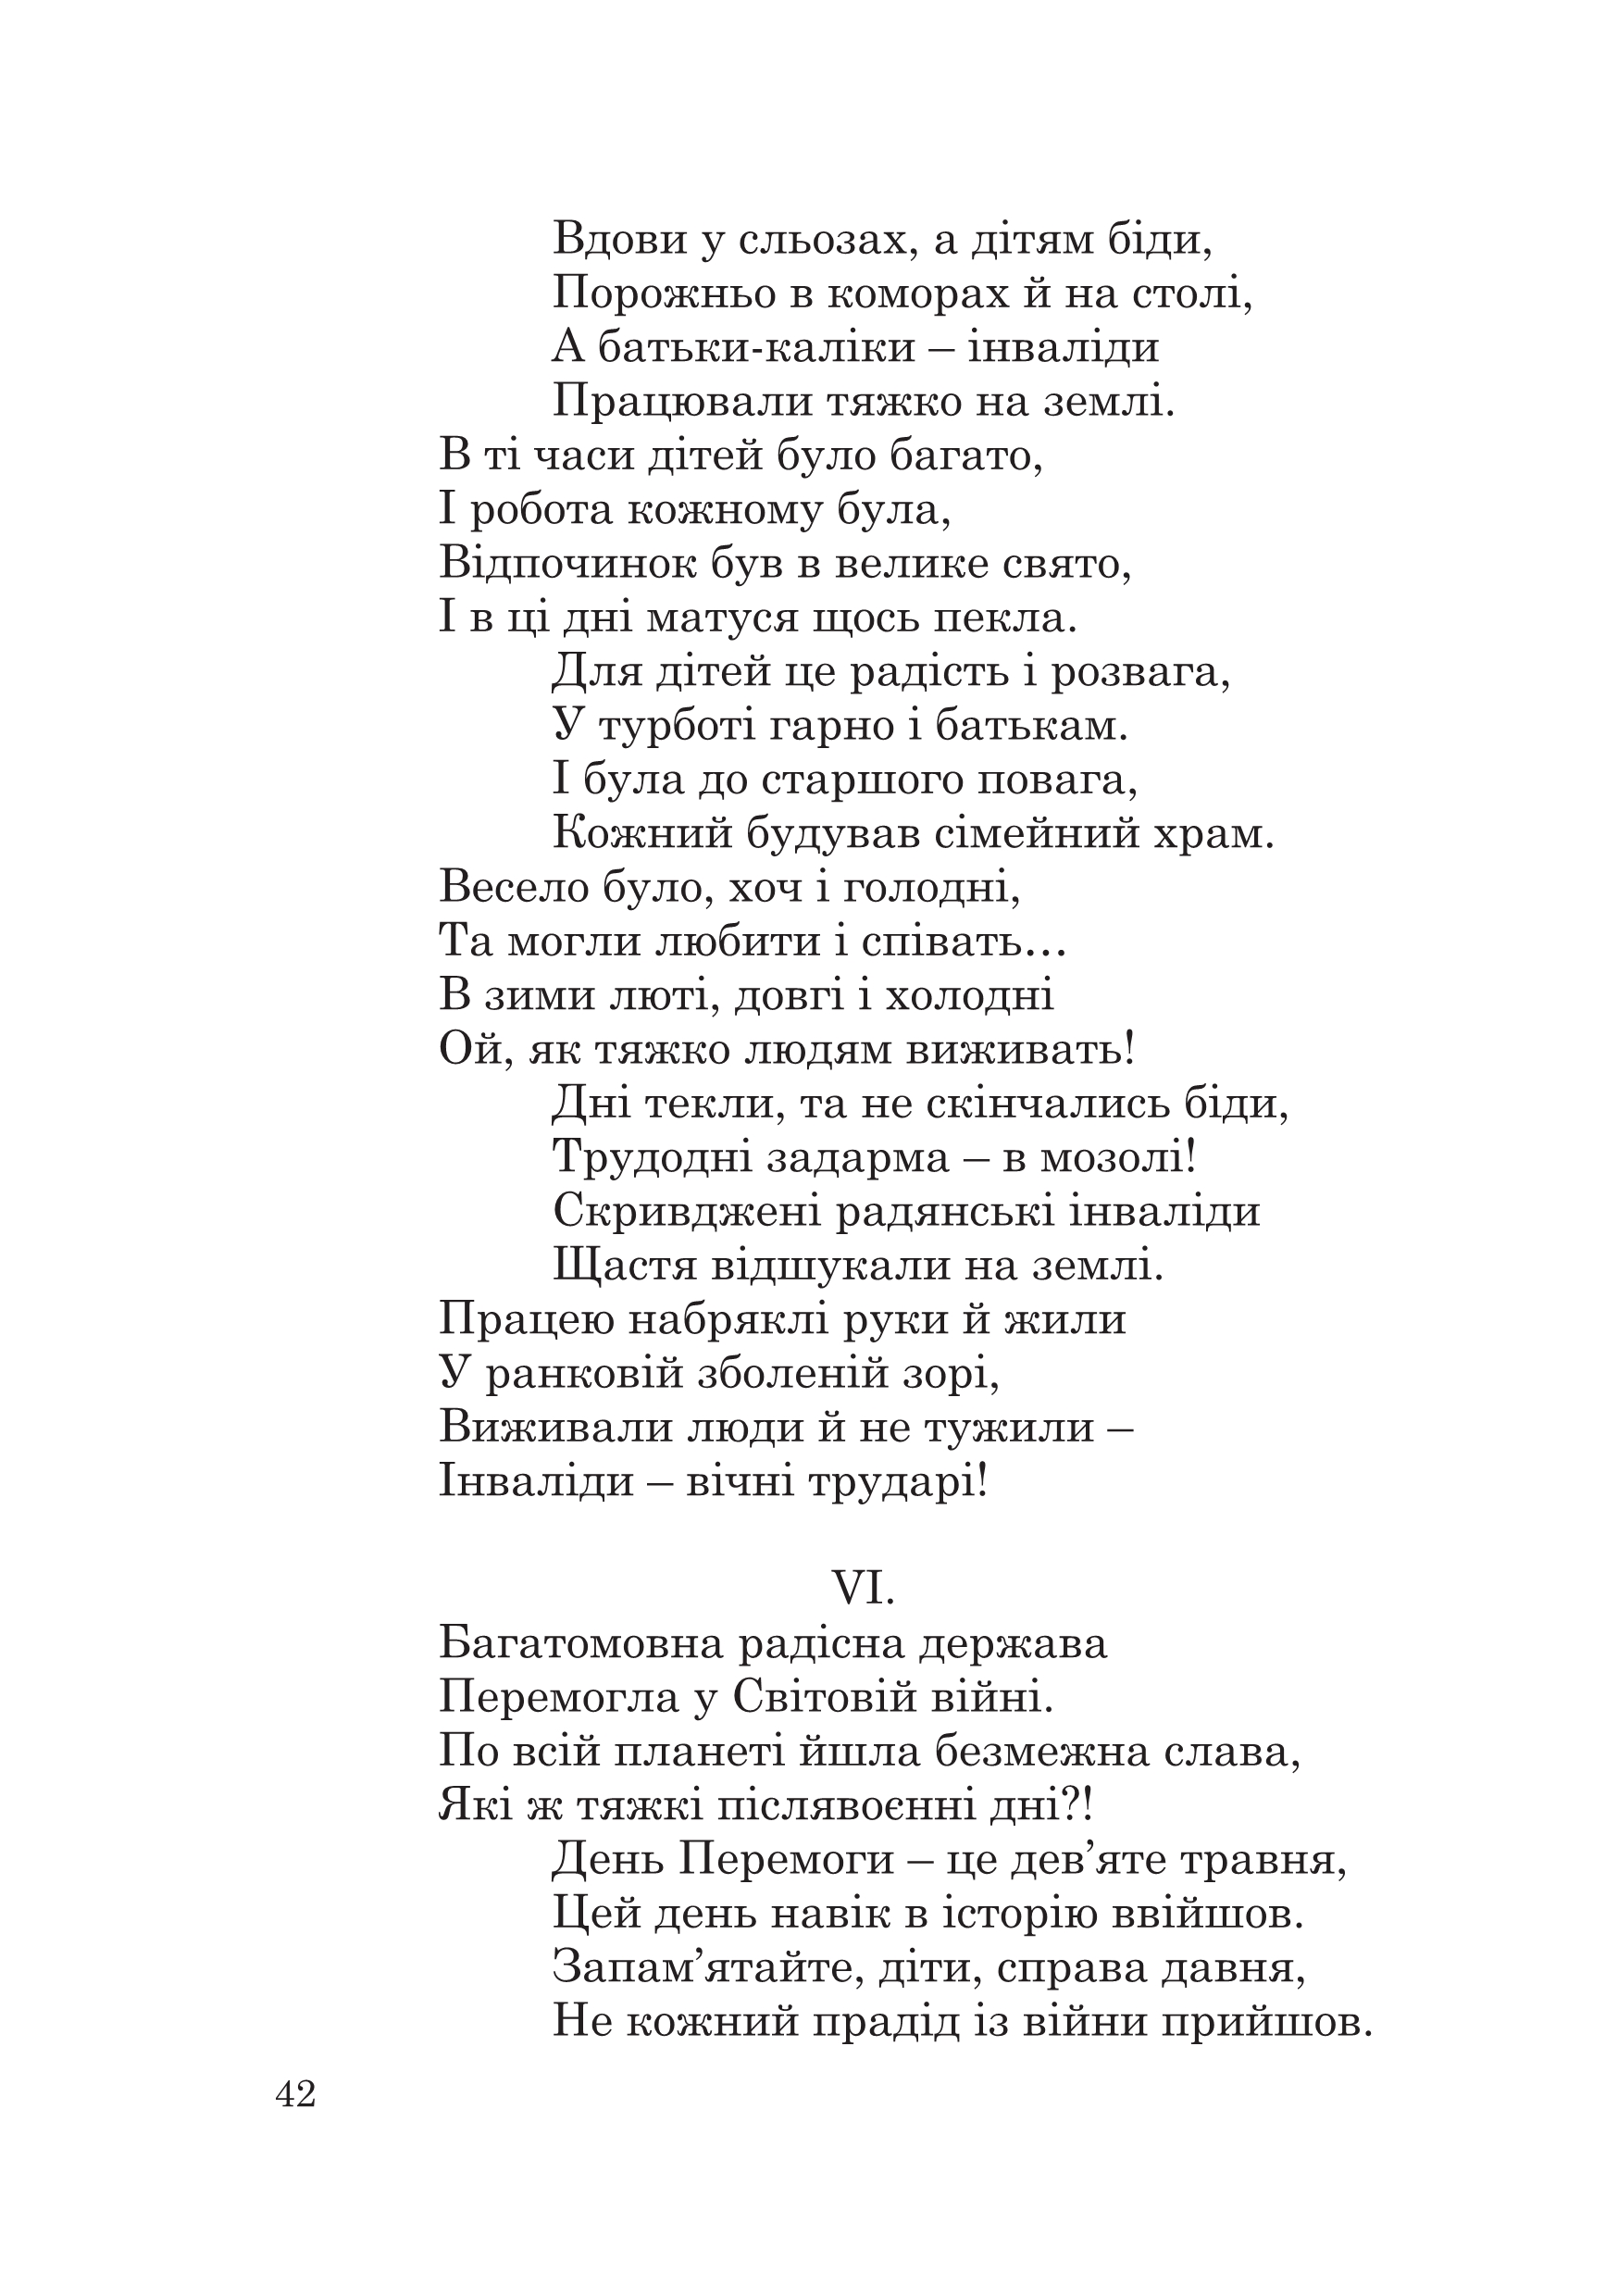 Вдови у сльозах, а дітям біди,
Порожньо в коморах й на столі,
А батьки-каліки – інваліди
Працювали тяжко на землі.
В ті часи дітей було багато,
І робота кожному була,
Відпочинок був в велике свято,
І в ці дні матуся щось пекла.
Для дітей це радість і розвага,
У турботі гарно і батькам.
І була до старшого повага,
Кожний будував сімейний храм.
Весело було, хоч і голодні,
Та могли любити і співать...
В зими люті, довгі і холодні
Ой, як тяжко людям виживать!
Дні текли, та не скінчались біди,
Трудодні задарма – в мозолі!
Скривджені радянські інваліди
Щастя відшукали на землі.
Працею набряклі руки й жили
У ранковій зболеній зорі,
Виживали люди й не тужили –
Інваліди – вічні трударі!
VI.
Багатомовна радісна держава
Перемогла у Світовій війні.
По всій планеті йшла безмежна слава,
Які ж тяжкі післявоєнні дні?!
День Перемоги – це дев’яте травня,
Цей день навік в історію ввійшов.
Запам’ятайте, діти, справа давня,
Не кожний прадід із війни прийшов.
42